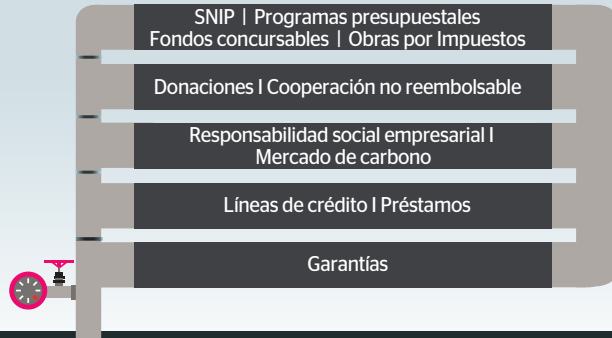 SNIP | Programas presupuestales
Fondos concursables | Obras por Impuestos
Donaciones I Cooperación no reembolsable
Responsabilidad social empresarial I
Mercado de carbono
Líneas de crédito I Préstamos
Garantías